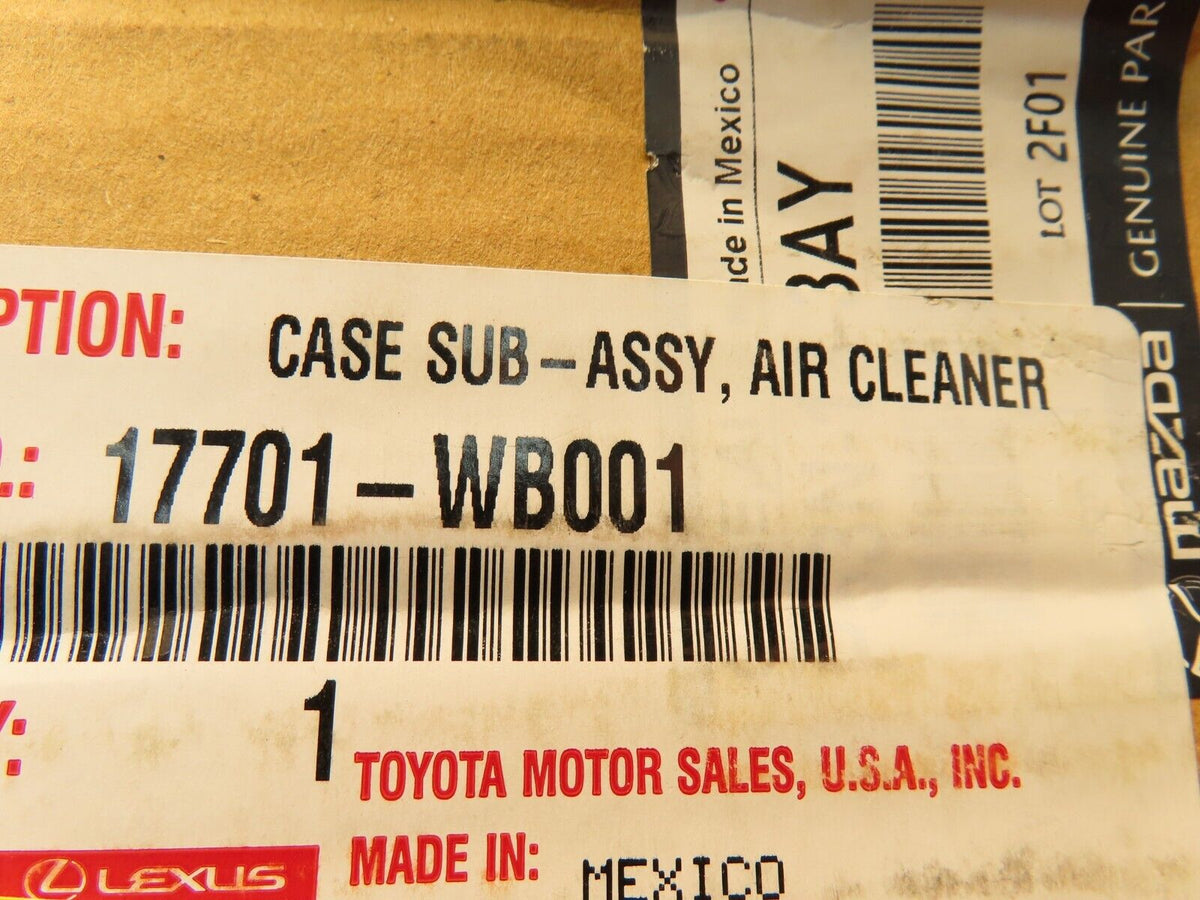 PTION: CASE SUB-ASSY, AIR CLEANER
17701-WB001
1
TOYOTA MOTOR SALES, U.S.A., INC.
MADE IN: MEXICO
LEXUS
de in Mexico
BAY
LOT 2F01
mazda | GENUINE PAR